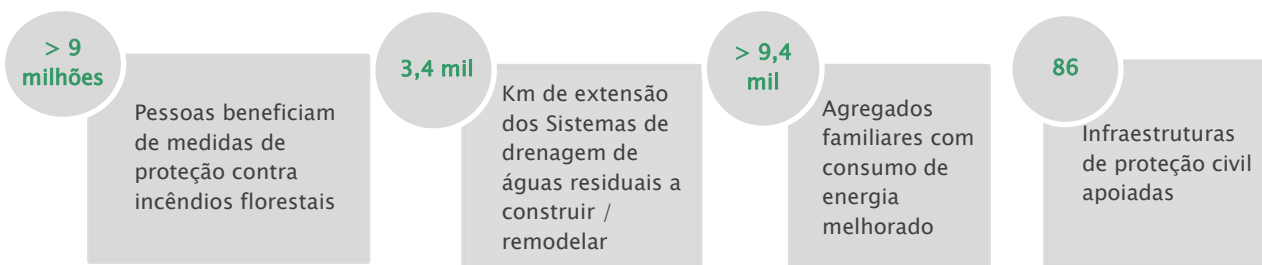 > 9
milhões
Pessoas beneficiam
de medidas de
proteção contra
incêndios florestais
3,4 mil
Km de extensão
dos Sistemas de
drenagem de
águas residuais a
construir /
remodelar
> 9,4
mil
Agregados
familiares com
consumo de
energia
melhorado
86
Infraestruturas
de proteção civil
apoiadas